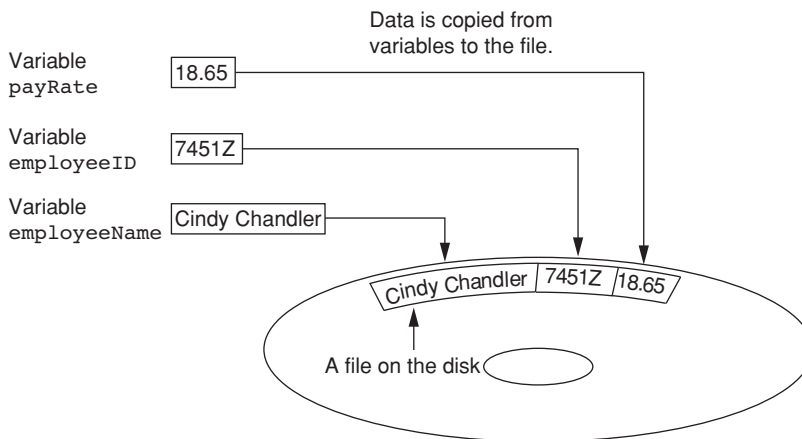 Data is copied from
variables to the file.
Variable
payRate
18.65
Variable
employeeID
7451Z
Variable
employeeName
Cindy Chandler
Cindy Chandler 7451Z 18.65
A file on the disk